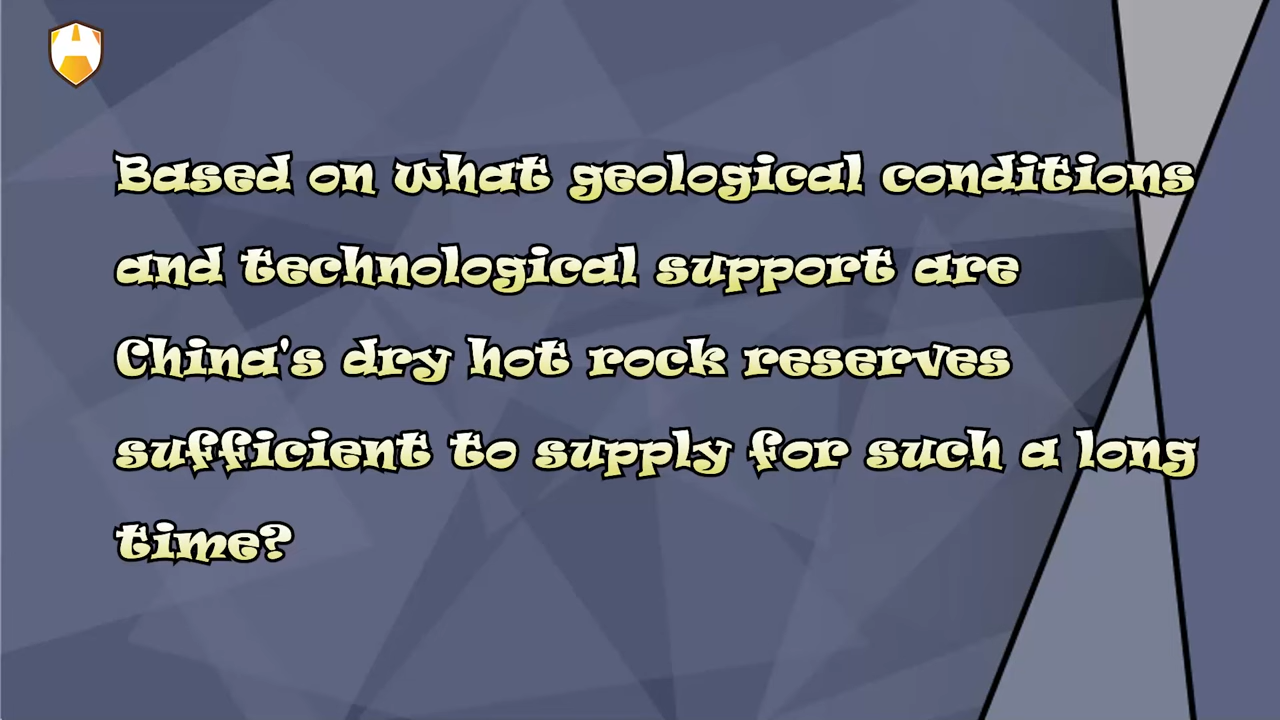 Based on what geological conditions
and technological support are
China's dry hot rock reserves
sufficient to supply for such a long
time?